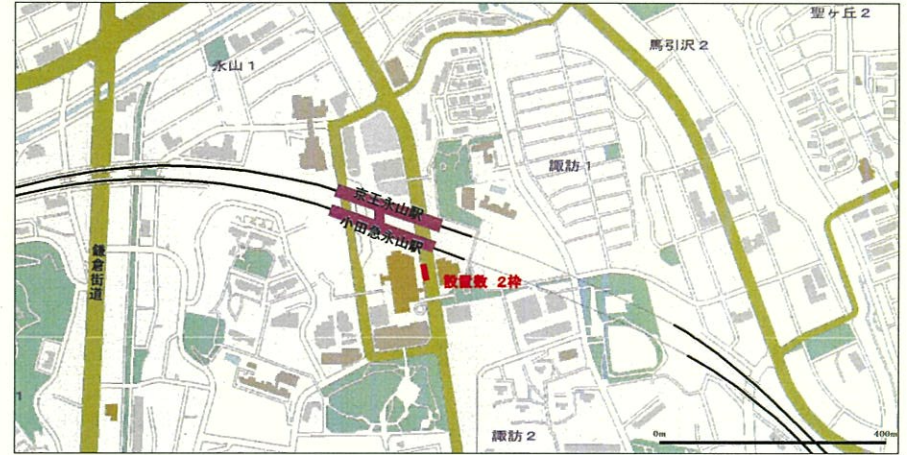 聖ヶ丘2
馬引沢2
永山1
諏訪1
京王永山駅
小田急永山駅
鎌倉街道
設置数 2枠
1
諏訪2
0m
400m